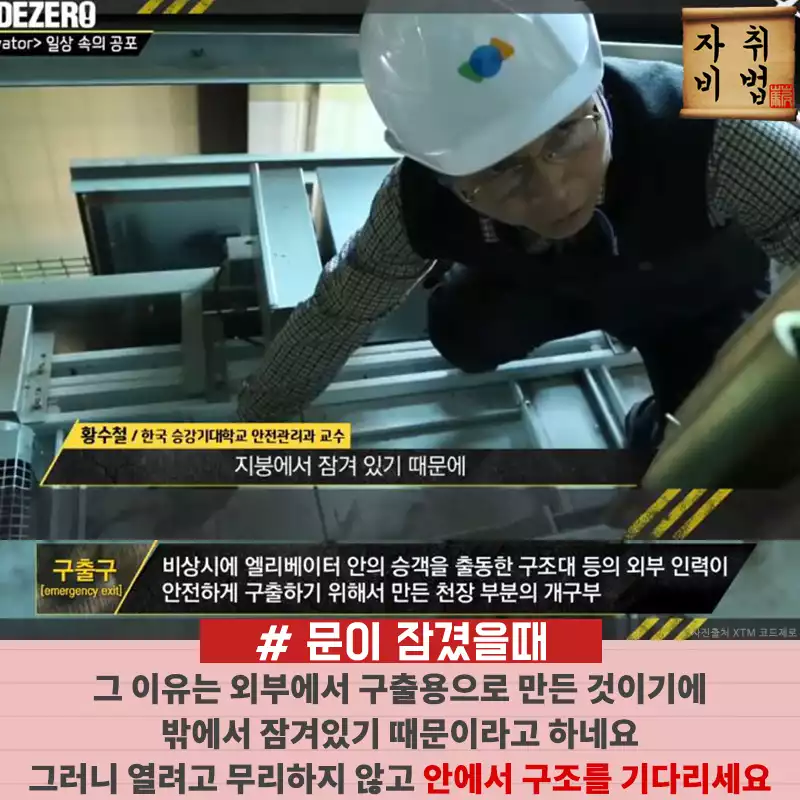 DEZERO
vator> 일상 속의 공포
자취
비법
황수철 / 한국 승강기대학교 안전관리과 교수
지붕에서 잠겨 있기 때문에
구출구
[emergency exit]
비상시에 엘리베이터 안의 승객을 출동한 구조대 등의 외부 인력이
안전하게 구출하기 위해서 만든 천장 부분의 개구부
사진출처 XTM 코드제로
# 문이 잠겼을때
그 이유는 외부에서 구출용으로 만든 것이기에
밖에서 잠겨있기 때문이라고 하네요
그러니 열려고 무리하지 않고 안에서 구조를 기다리세요